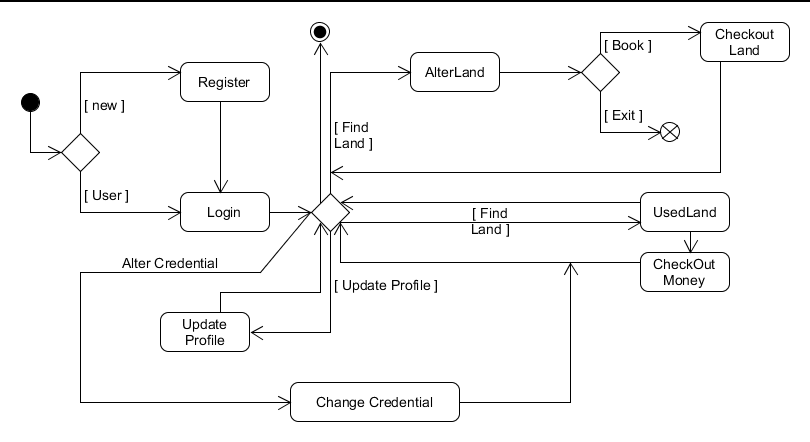 Checkout
Land
[ Book ]
Register
AlterLand
[ new ]
[ Exit ]
[ Find
Land ]
[ User ]
Login
[ Find
Land ]
UsedLand
Alter Credential
CheckOut
Money
[ Update Profile ]
Update
Profile
Change Credential